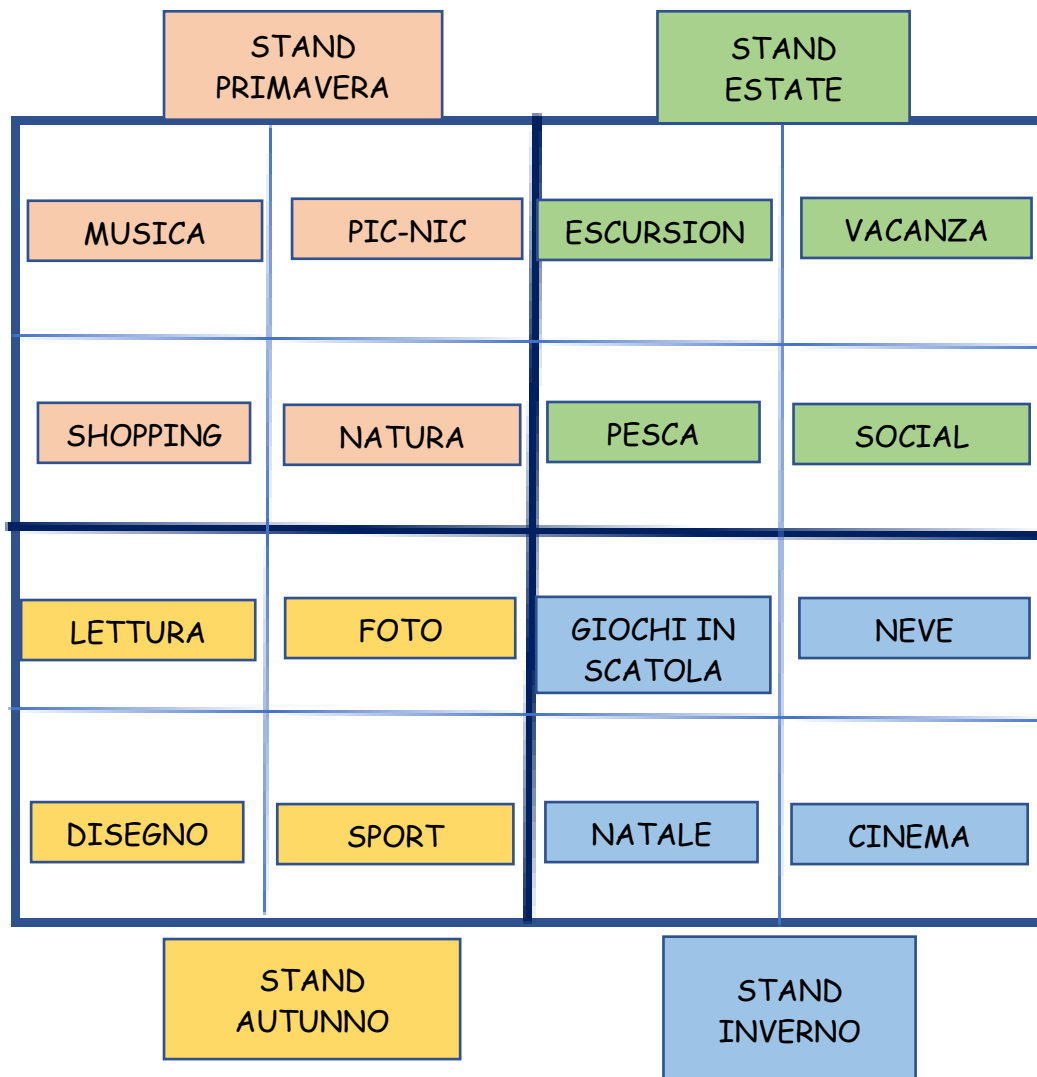 STAND
PRIMAVERA
STAND
ESTATE
MUSICA
PIC-NIC
ESCURSION
VACANZA
SHOPPING
NATURA
PESCA
SOCIAL
LETTURA
FOTO
GIOCHI IN
SCATOLA
NEVE
DISEGNO
SPORT
NATALE
CINEMA
STAND
AUTUNNO
STAND
INVERNO